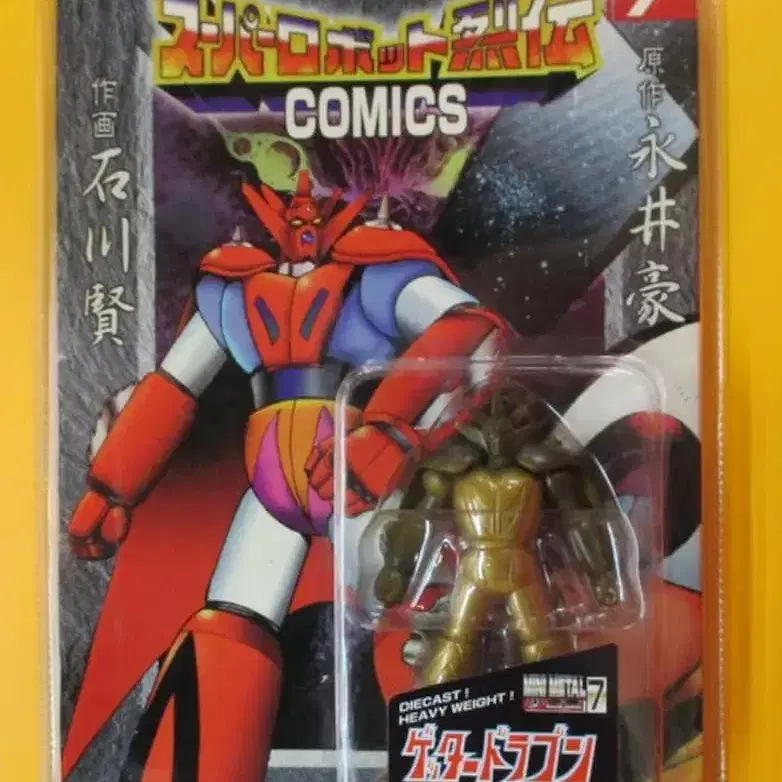 7
スーパーロボット烈伝
COMICS
原作・永井豪
作画 石川賢
DIECAST!
HEAVY WEIGHT!
MINI METAL
7
ゲッタードラゴン